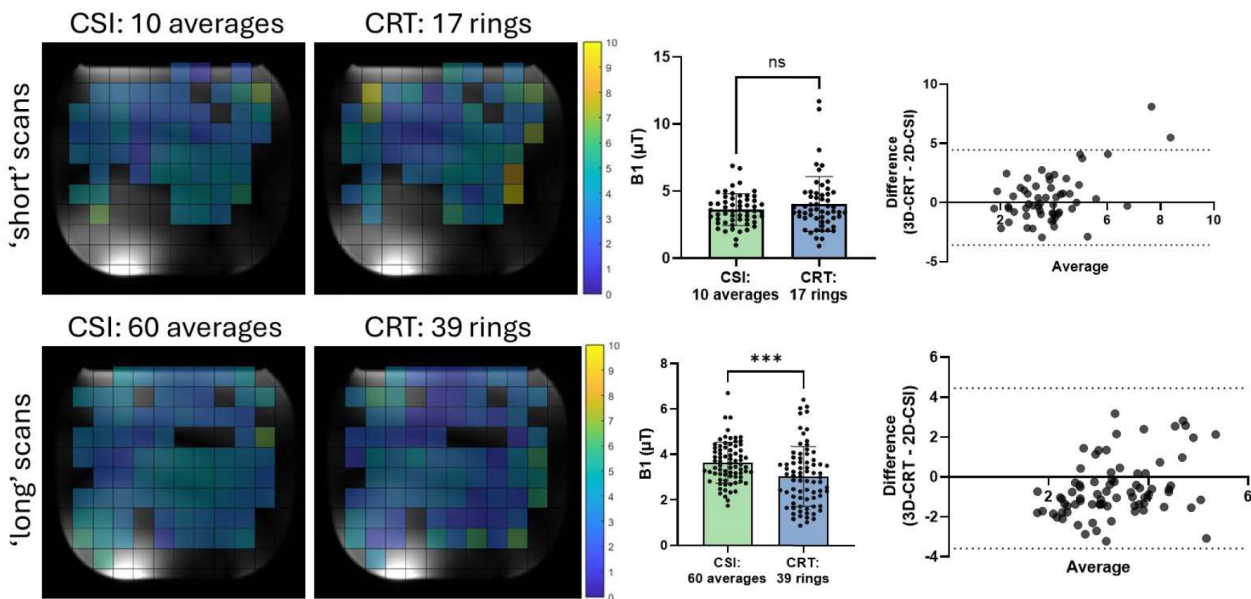 CSI: 10 averages
CRT: 17 rings
‘short’ scans
10
9
8
7
6
5
4
3
2
1
0
B1 (µT)
15
10
5
0
ns
CSI:
10 averages
CRT:
17 rings
Difference
(3D-CRT - 2D-CSI)
10
5
0
-5
2
4
6
8
10
Average
CSI: 60 averages
CRT: 39 rings
‘long’ scans
10
9
8
7
6
5
4
3
2
1
0
B1 (µT)
8
6
4
2
0
***
CSI:
60 averages
CRT:
39 rings
Difference
(3D-CRT - 2D-CSI)
6
4
2
0
-2
-4
2
4
6
Average